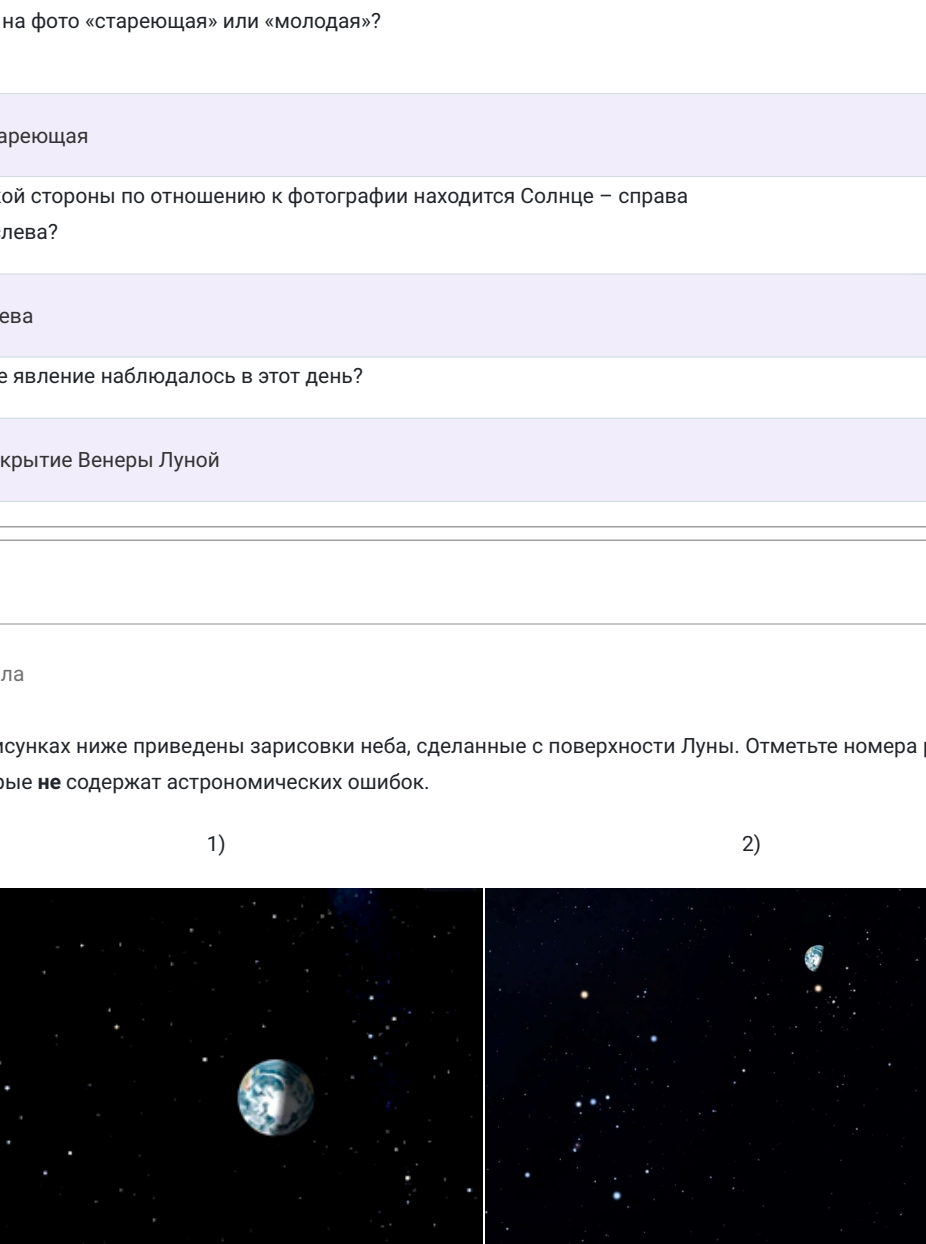 на фото «стареющая» или «молодая»?
ареющая
кой стороны по отношению к фотографии находится Солнце – справа
слева?
ева
е явление наблюдалось в этот день?
крытие Венеры Луной
ла
исунках ниже приведены зарисовки неба, сделанные с поверхности Луны. Отметьте номера р
рые не содержат астрономических ошибок.
1)
2)